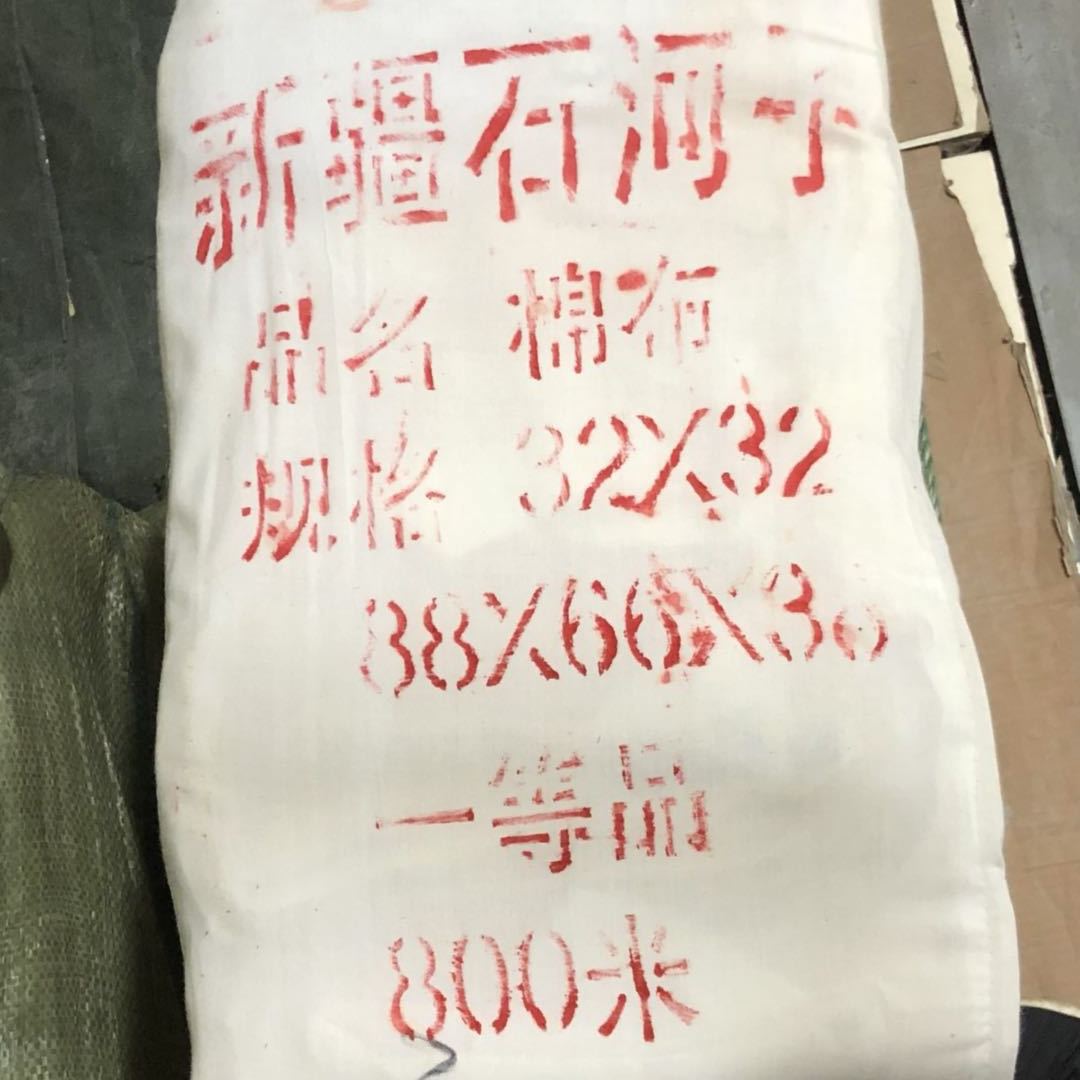 新疆石河子
品名 棉布
规格 32X32
88X66X30
一等品
800米